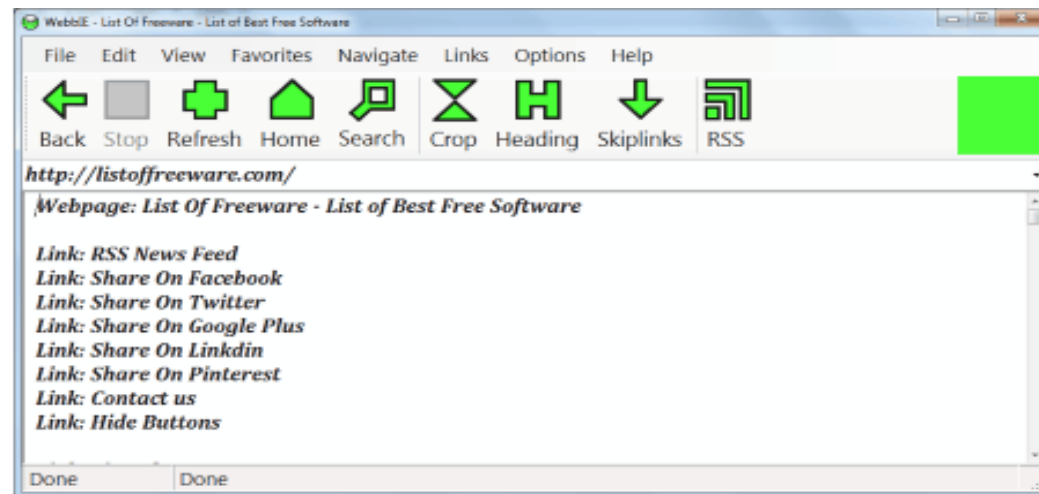 WebbIE - List Of Freeware - List of Best Free Software
File Edit View Favorites Navigate Links Options Help
Back Stop Refresh Home Search Crop Heading Skiplinks RSS
http://listoffreeware.com/
Webpage: List Of Freeware - List of Best Free Software
Link: RSS News Feed
Link: Share On Facebook
Link: Share On Twitter
Link: Share On Google Plus
Link: Share On Linkdin
Link: Share On Pinterest
Link: Contact us
Link: Hide Buttons
Done Done